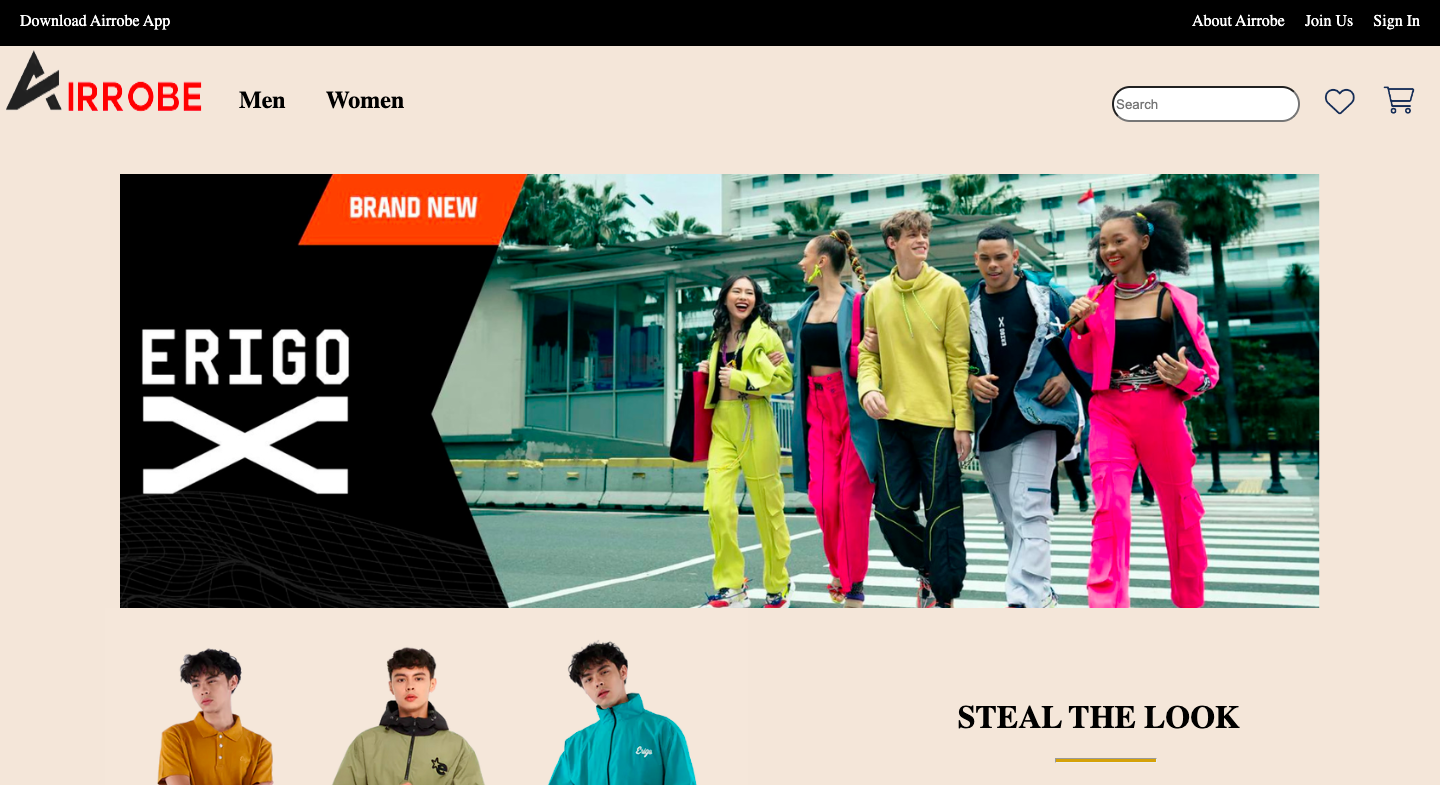 Download Airrobe App
About Airrobe
Join Us
Sign In
AIRROBE
Men
Women
Search
BRAND NEW
ERIGO
X
STEAL THE LOOK
Erigo